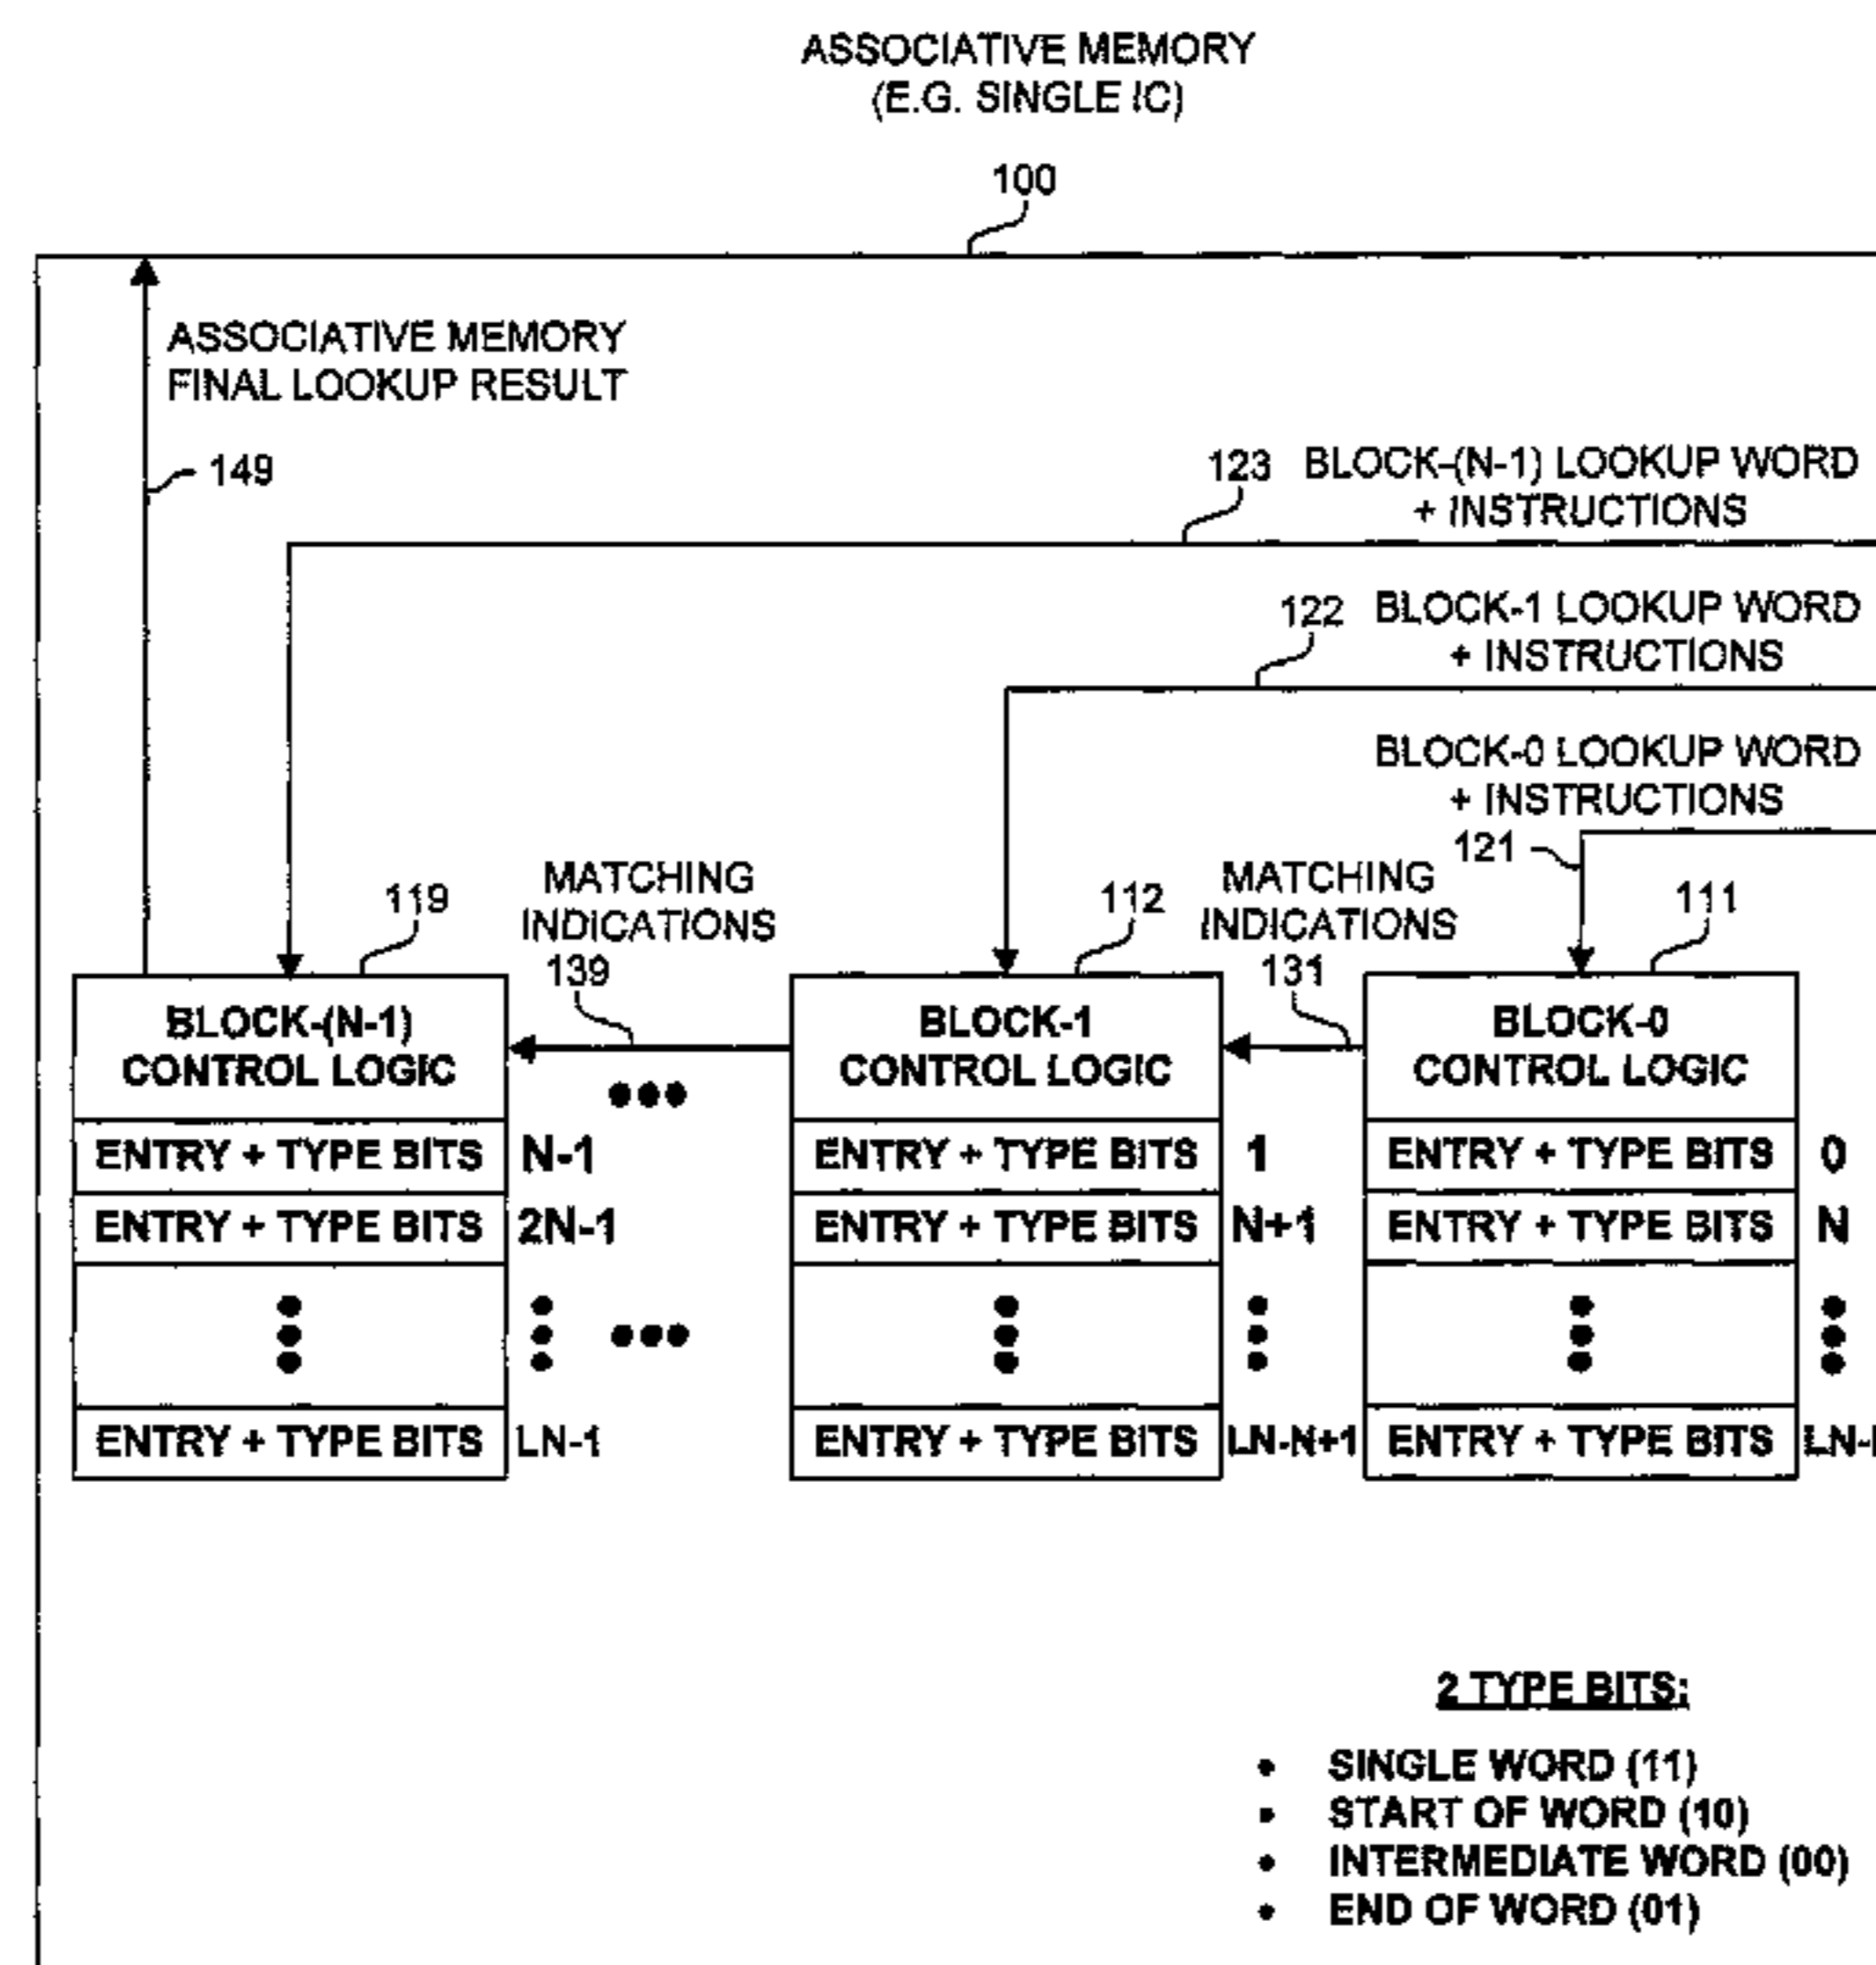 ASSOCIATIVE MEMORY
(E.G. SINGLE IC)
100
ASSOCIATIVE MEMORY
FINAL LOOKUP RESULT
149
123 BLOCK-(N-1) LOOKUP WORD
+ INSTRUCTIONS
122 BLOCK-1 LOOKUP WORD
+ INSTRUCTIONS
BLOCK-0 LOOKUP WORD
+ INSTRUCTIONS
121
119
MATCHING
INDICATIONS
139
112
MATCHING
INDICATIONS
131
111
BLOCK-(N-1)
CONTROL LOGIC
BLOCK-1
CONTROL LOGIC
BLOCK-0
CONTROL LOGIC
ENTRY + TYPE BITS N-1
ENTRY + TYPE BITS 1
ENTRY + TYPE BITS 0
ENTRY + TYPE BITS 2N-1
ENTRY + TYPE BITS N+1
ENTRY + TYPE BITS N
ENTRY + TYPE BITS LN-1
ENTRY + TYPE BITS LN-N+1
ENTRY + TYPE BITS
2 TYPE BITS:
• SINGLE WORD (11)
• START OF WORD (10)
• INTERMEDIATE WORD (00)
• END OF WORD (01)